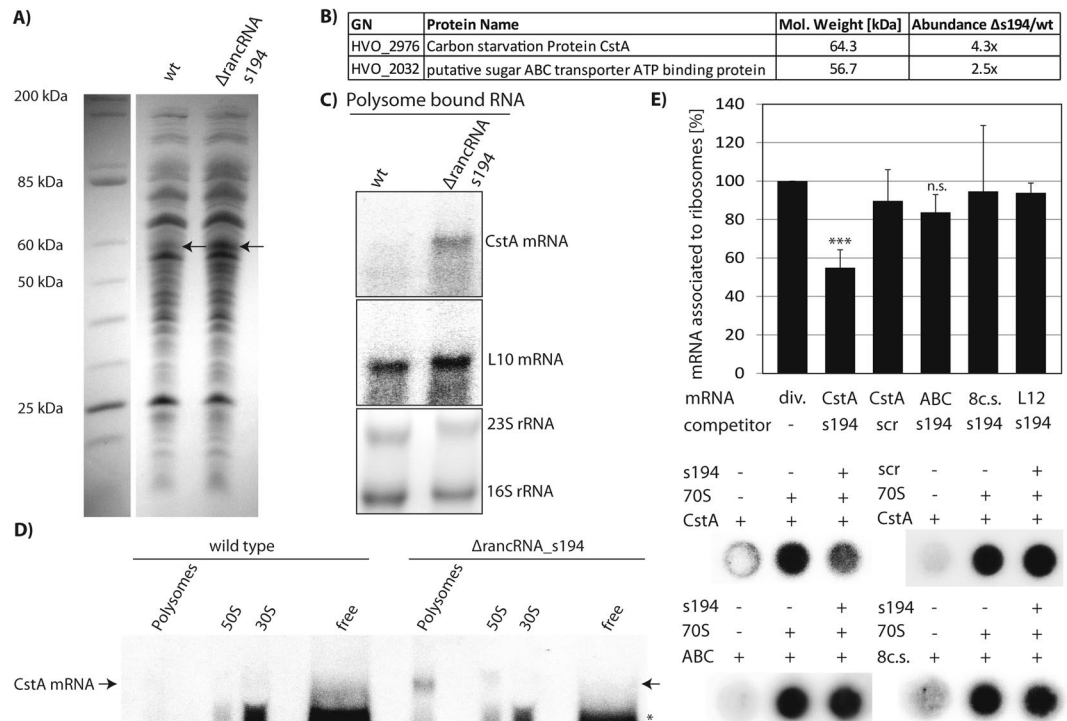 A)
wt
ΔrancRNA
s194
200 kDa
85 kDa
60 kDa
50 kDa
25 kDa
B)
GN Protein Name Mol. Weight [kDa] Abundance Δs194/wt
HVO_2976 Carbon starvation Protein CstA 64.3 4.3x
HVO_2032 putative sugar ABC transporter ATP binding protein 56.7 2.5x
C) Polysome bound RNA
wt
ΔrancRNA
s194
CstA mRNA
L10 mRNA
23S rRNA
16S rRNA
D)
wild type ΔrancRNA_s194
Polysomes 50S 30S free Polysomes 50S 30S free
CstA mRNA
*
E)
mRNA associated to ribosomes [%]
140
120
100
80
60
40
20
0
***
n.s.
mRNA div. CstA CstA ABC 8c.s. L12
competitor - s194 scr s194 s194 s194
s194 - - +
70S - + +
CstA + + +
scr - - +
70S - + +
CstA + + +
s194 - - +
70S - + +
ABC + + +
s194 - - +
70S - + +
8c.s. + + +